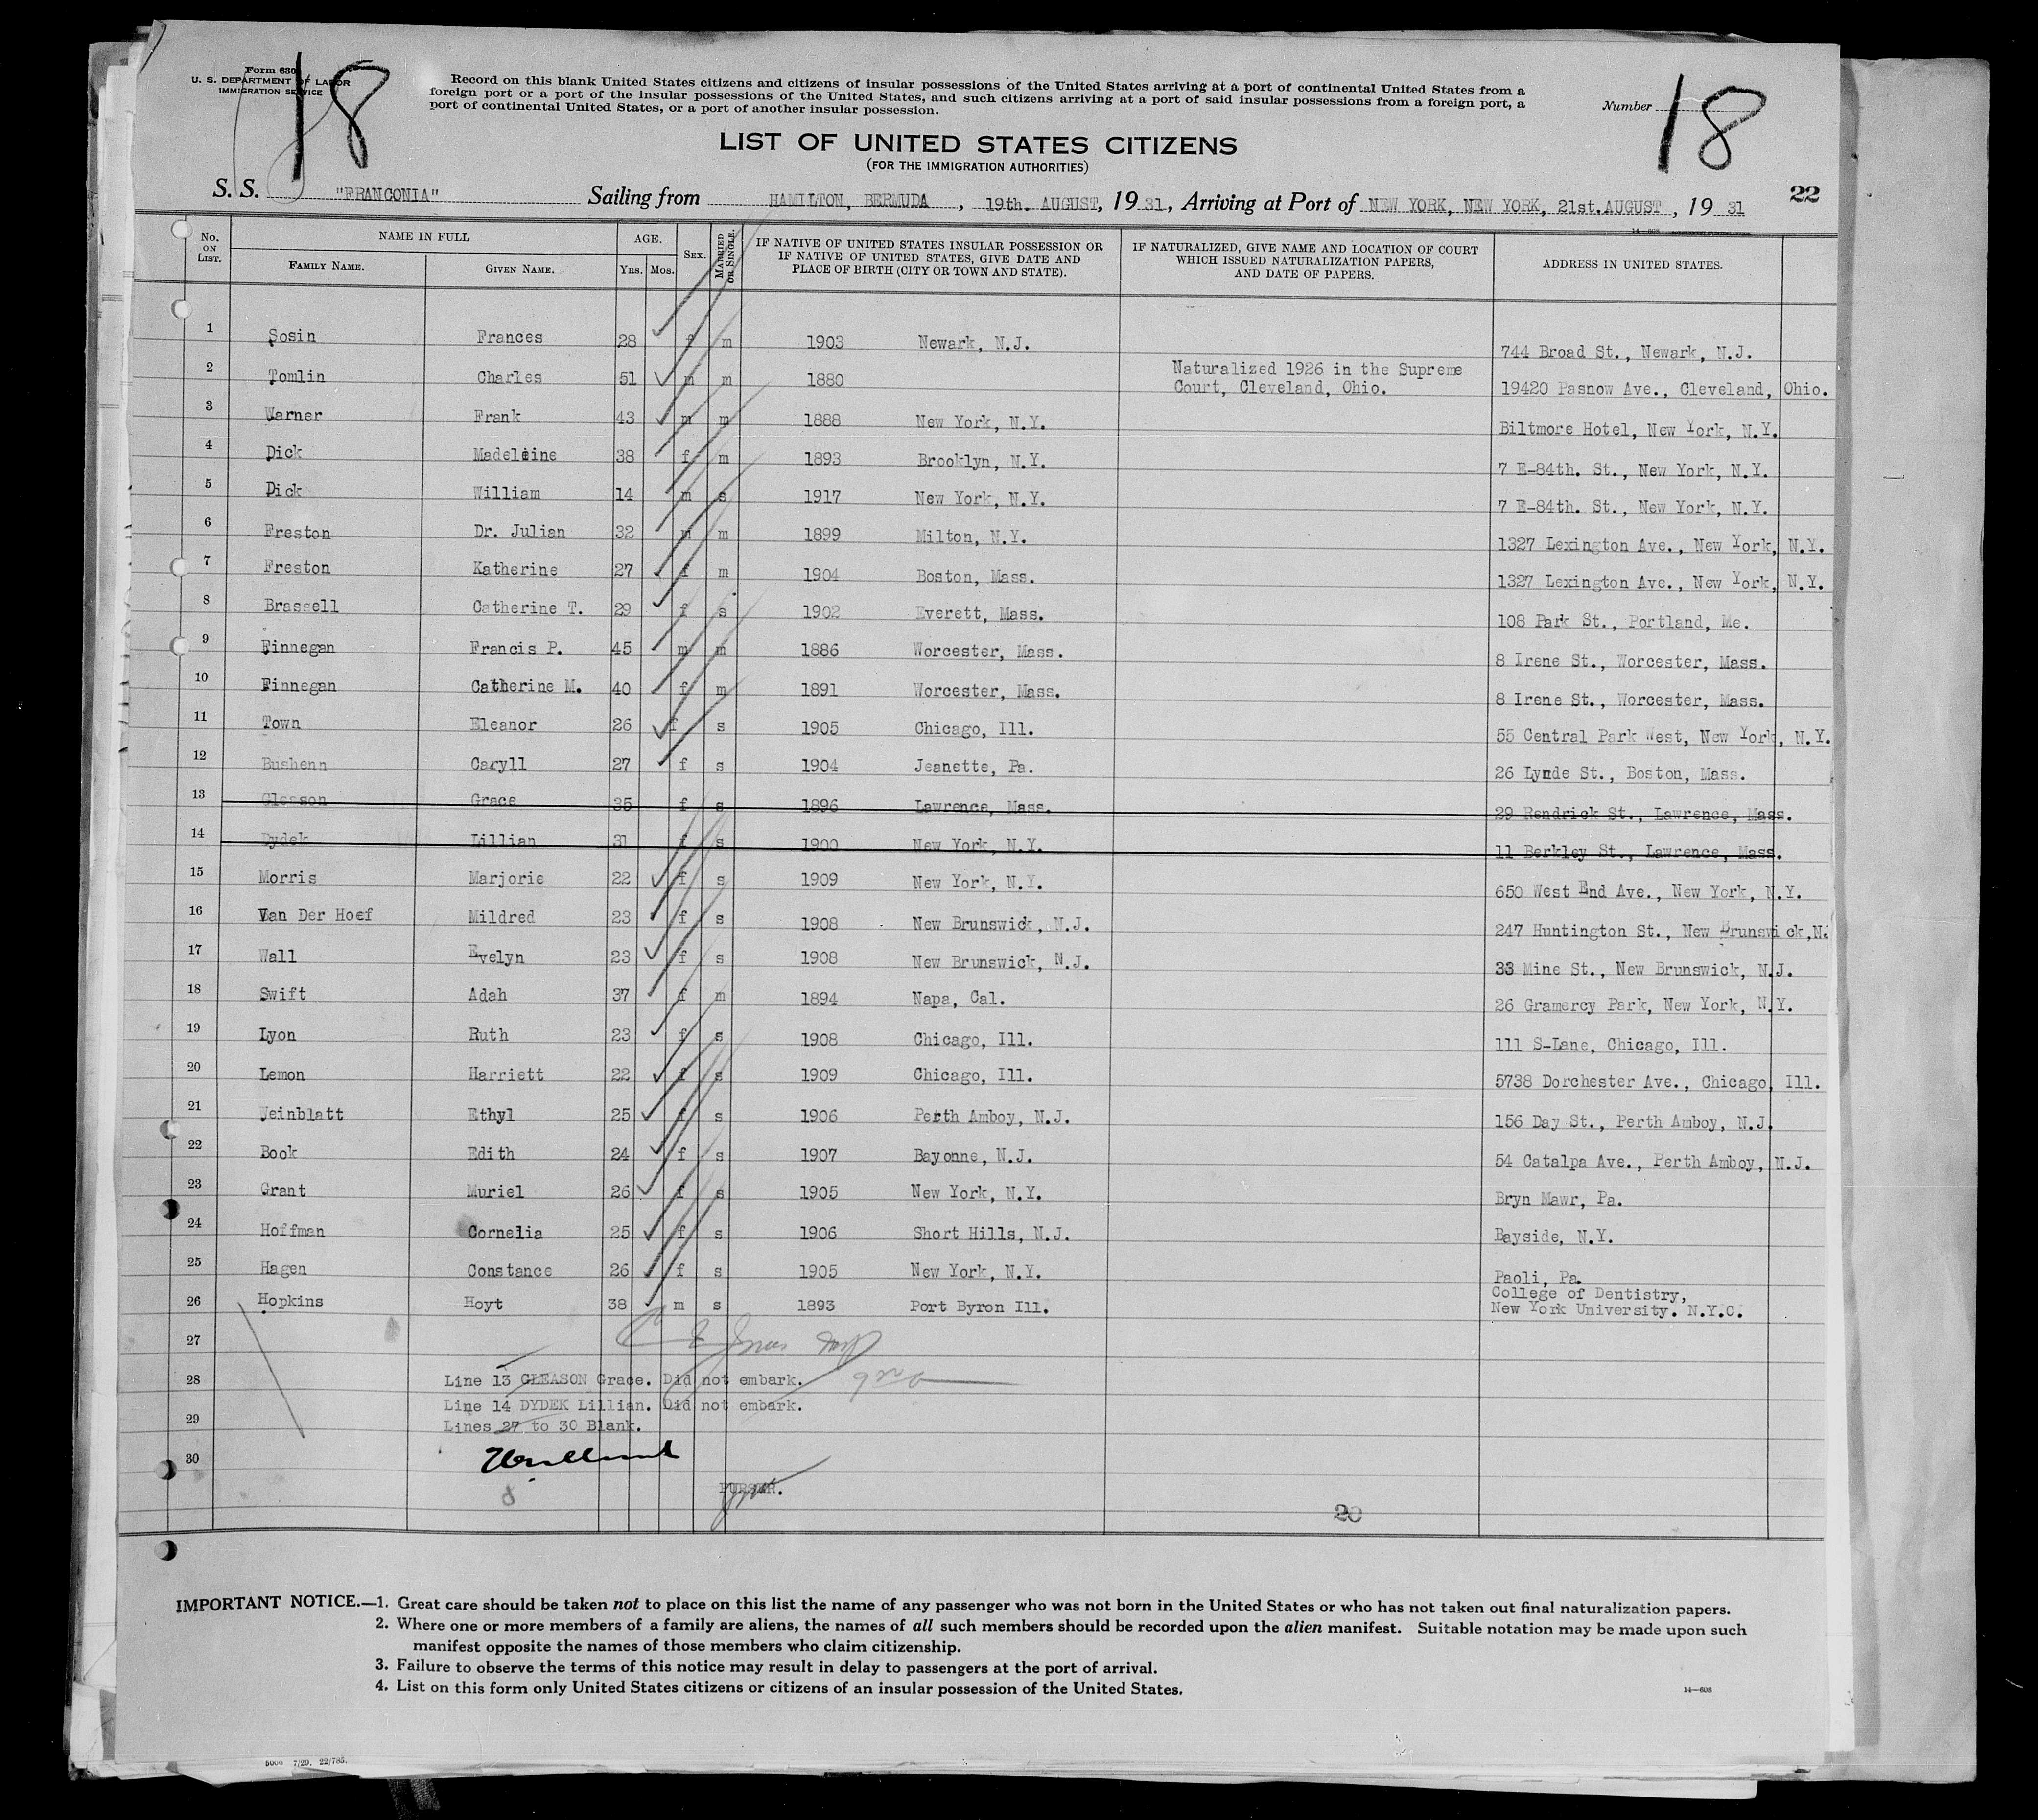 Form 630
U. S. DEPARTMENT OF LABOR
IMMIGRATION SERVICE
18
Record on this blank United States citizens and citizens of insular possessions of the United States arriving at a port of continental United States from a
foreign port or a port of the insular possessions of the United States, and such citizens arriving at a port of said insular possessions from a foreign port, a
port of continental United States, or a port of another insular possession.
Number 18
LIST OF UNITED STATES CITIZENS
(FOR THE IMMIGRATION AUTHORITIES)
S. S. "FRANCONIA" Sailing from HAMILTON, BERMUDA, 19th. AUGUST, 1931, Arriving at Port of NEW YORK, NEW YORK, 21st. AUGUST, 1931
22
14—608
No. ON LIST. NAME IN FULL FAMILY NAME. GIVEN NAME. AGE. YRS. MOS. SEX. MARRIED OR SINGLE. IF NATIVE OF UNITED STATES INSULAR POSSESSION OR IF NATIVE OF UNITED STATES, GIVE DATE AND PLACE OF BIRTH (CITY OR TOWN AND STATE). IF NATURALIZED, GIVE NAME AND LOCATION OF COURT WHICH ISSUED NATURALIZATION PAPERS, AND DATE OF PAPERS. ADDRESS IN UNITED STATES.
1 Sosin Frances 28 f m 1903 Newark, N.J. 744 Broad St., Newark, N.J.
2 Tomlin Charles 51 m m 1880 Naturalized 1926 in the Supreme Court, Cleveland, Ohio. 19420 Pasnow Ave., Cleveland, Ohio.
3 Warner Frank 43 m m 1888 New York, N.Y. Biltmore Hotel, New York, N.Y.
4 Dick Madeleine 38 f m 1893 Brooklyn, N.Y. 7 E-84th. St., New York, N.Y.
5 Dick William 14 m s 1917 New York, N.Y. 7 E-84th. St., New York, N.Y.
6 Freston Dr. Julian 32 m m 1899 Milton, N.Y. 1327 Lexington Ave., New York, N.Y.
7 Freston Katherine 27 f m 1904 Boston, Mass. 1327 Lexington Ave., New York, N.Y.
8 Brassell Catherine T. 29 f s 1902 Everett, Mass. 108 Park St., Portland, Me.
9 Finnegan Francis P. 45 m m 1886 Worcester, Mass. 8 Irene St., Worcester, Mass.
10 Finnegan Catherine M. 40 f m 1891 Worcester, Mass. 8 Irene St., Worcester, Mass.
11 Town Eleanor 26 f s 1905 Chicago, Ill. 55 Central Park West, New York, N.Y.
12 Bushenn Caryll 27 f s 1904 Jeanette, Pa. 26 Lynde St., Boston, Mass.
13 Gleason Grace 35 f s 1896 Lawrence, Mass. 29 Rendrick St., Lawrence, Mass.
14 Dydek Lillian 31 f s 1900 New York, N.Y. 11 Berkley St., Lawrence, Mass.
15 Morris Marjorie 22 f s 1909 New York, N.Y. 650 West End Ave., New York, N.Y.
16 Van Der Hoef Mildred 23 f s 1908 New Brunswick, N.J. 247 Huntington St., New Brunswick, N.J
17 Wall Evelyn 23 f s 1908 New Brunswick, N.J. 33 Mine St., New Brunswick, N.J.
18 Swift Adah 37 f m 1894 Napa, Cal. 26 Gramercy Park, New York, N.Y.
19 Lyon Ruth 23 f s 1908 Chicago, Ill. 111 S-Lane, Chicago, Ill.
20 Lemon Harriett 22 f s 1909 Chicago, Ill. 5738 Dorchester Ave., Chicago, Ill.
21 Weinblatt Ethyl 25 f s 1906 Perth Amboy, N.J. 156 Day St., Perth Amboy, N.J.
22 Book Edith 24 f s 1907 Bayonne, N.J. 54 Catalpa Ave., Perth Amboy, N.J.
23 Grant Muriel 26 f s 1905 New York, N.Y. Bryn Mawr, Pa.
24 Hoffman Cornelia 25 f s 1906 Short Hills, N.J. Bayside, N.Y.
25 Hagen Constance 26 f s 1905 New York, N.Y. Paoli, Pa.
26 Hopkins Hoyt 38 m s 1893 Port Byron Ill. College of Dentistry, New York University. N.Y.C.
27
28 Line 13 GLEASON Grace. Did not embark.
Line 14 DYDEK Lillian. Did not embark.
29 Lines 27 to 30 Blank.
30
PURSER.
20
IMPORTANT NOTICE.—1. Great care should be taken not to place on this list the name of any passenger who was not born in the United States or who has not taken out final naturalization papers.
2. Where one or more members of a family are aliens, the names of all such members should be recorded upon the alien manifest. Suitable notation may be made upon such
manifest opposite the names of those members who claim citizenship.
3. Failure to observe the terms of this notice may result in delay to passengers at the port of arrival.
4. List on this form only United States citizens or citizens of an insular possession of the United States.
14—608
5000 7/29. 22/785.